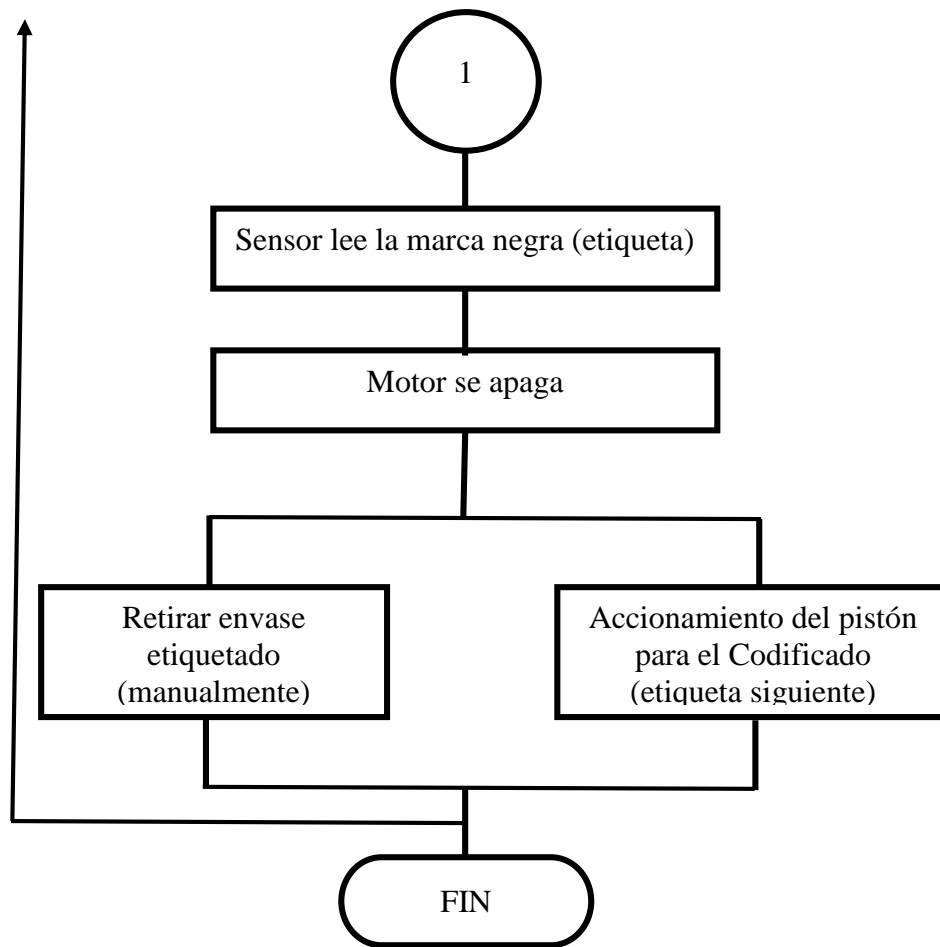 1
Sensor lee la marca negra (etiqueta)
Motor se apaga
Retirar envase
etiquetado
(manualmente)
Accionamiento del pistón
para el Codificado
(etiqueta siguiente)
FIN